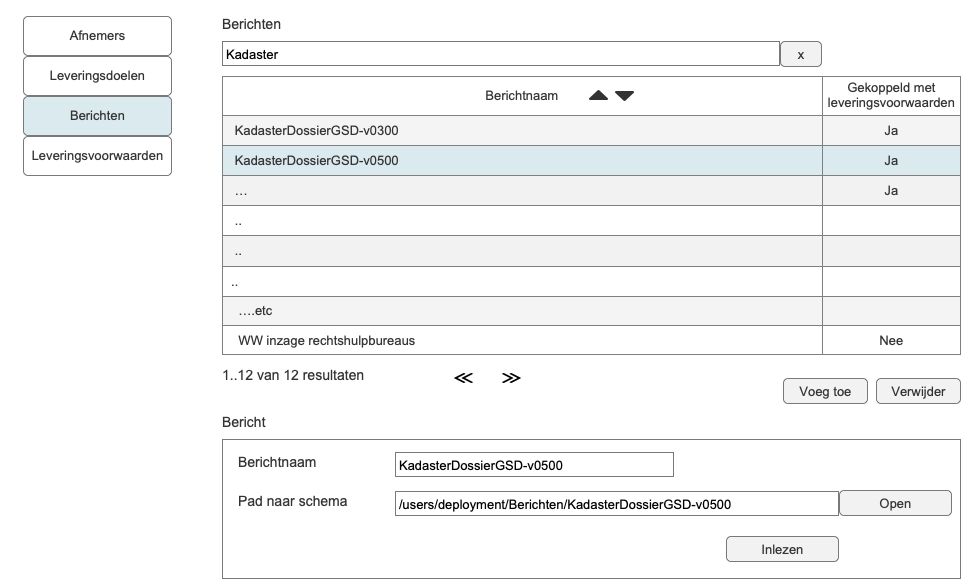 Afnemers
Leveringsdoelen
Berichten
Leveringsvoorwaarden
Berichten
Kadaster x
Berichtnaam Gekoppeld met
leveringsvoorwaarden
KadasterDossierGSD-v0300 Ja
KadasterDossierGSD-v0500 Ja
... Ja
..
..
..
....etc
WW inzage rechtshulpbureaus Nee
1..12 van 12 resultaten ≪ ≫
Voeg toe Verwijder
Bericht
Berichtnaam KadasterDossierGSD-v0500
Pad naar schema /users/deployment/Berichten/KadasterDossierGSD-v0500 Open
Inlezen